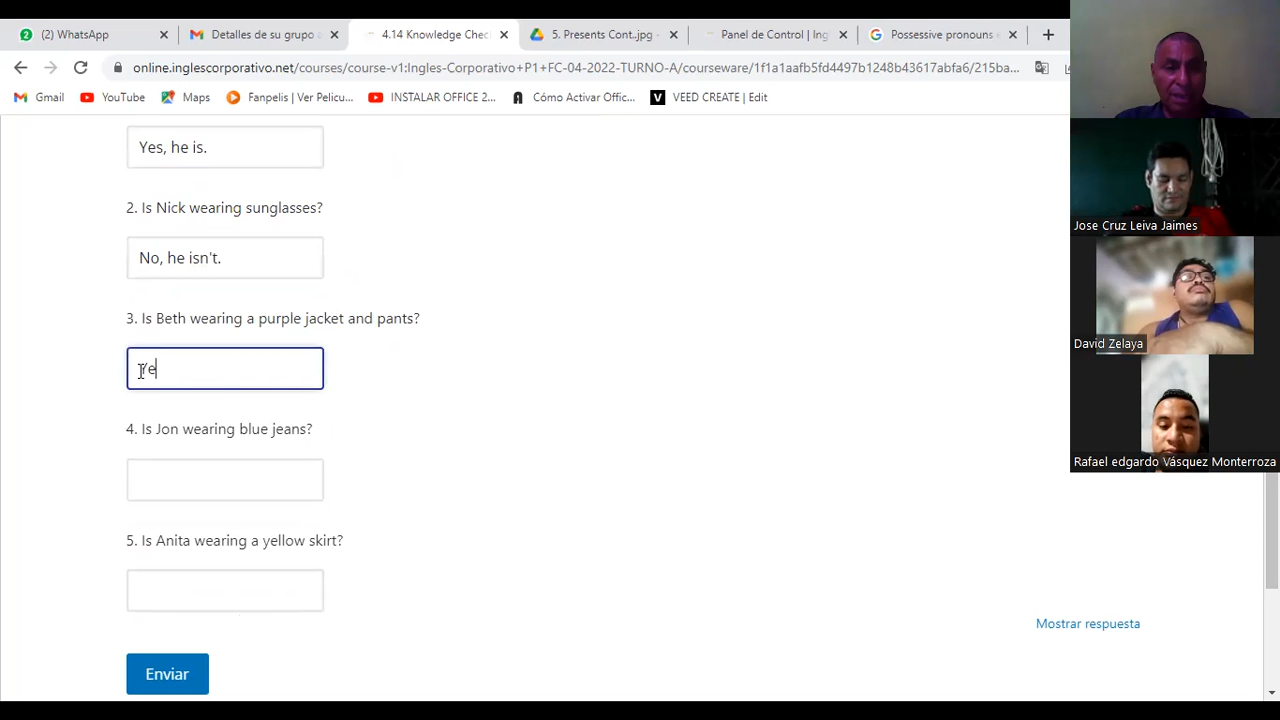 2
(2) WhatsApp
Detalles de su grupo
4.14 Knowledge Chec
5. Presents Cont..jpg -
Panel de Control | Ing
Possessive pronouns
online.inglescorporativo.net/courses/course-v1:Ingles-Corporativo+P1+FC-04-2022-TURNO-A/courseware/1f1a1aafb5fd4497b1248b43617abfa6/215ba...
Gmail
YouTube
Maps
Fanpelis | Ver Pelicu...
INSTALAR OFFICE 2...
Cómo Activar Offic...
VEED CREATE | Edit
Yes, he is.
2. Is Nick wearing sunglasses?
No, he isn't.
3. Is Beth wearing a purple jacket and pants?
Ye
4. Is Jon wearing blue jeans?
5. Is Anita wearing a yellow skirt?
Mostrar respuesta
Enviar
Jose Cruz Leiva Jaimes
David Zelaya
Rafael edgardo Vásquez Monterroza